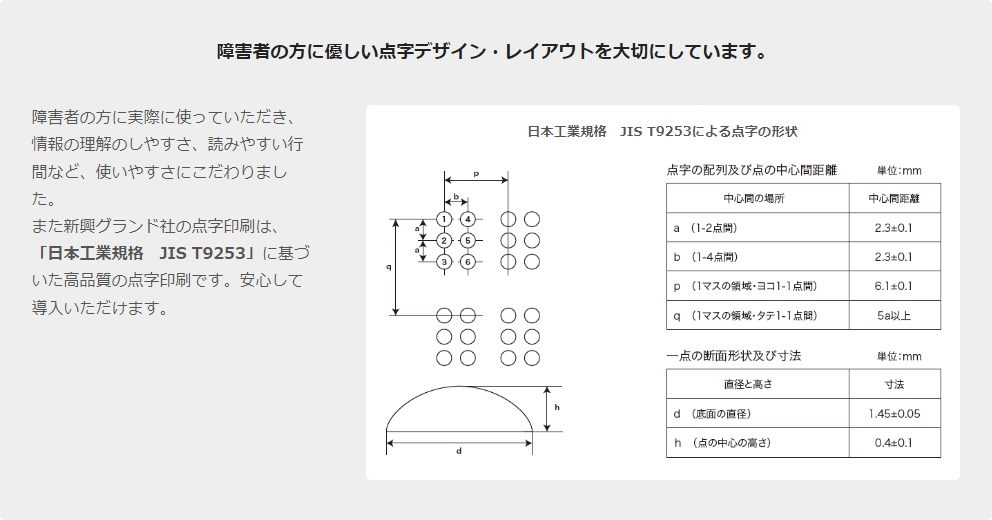 障害者の方に優しい点字デザイン・レイアウトを大切にしています。
障害者の方に実際に使っていただき、
情報の理解のしやすさ、読みやすい行
間など、使いやすさにこだわりまし
た。
また新興グランド社の点字印刷は、
「日本工業規格　JIS T9253」に基づ
いた高品質の点字印刷です。安心して
導入いただけます。
日本工業規格　JIS T9253による点字の形状
p
b
1 4
a
2 5
a
3 6
q
h
d
点字の配列及び点の中心間距離 単位:mm
中心間の場所 中心間距離
a （1-2点間） 2.3±0.1
b （1-4点間） 2.3±0.1
p （1マスの領域・ヨコ1-1点間） 6.1±0.1
q （1マスの領域・タテ1-1点間） 5a以上
一点の断面形状及び寸法 単位:mm
直径と高さ 寸法
d （底面の直径） 1.45±0.05
h （点の中心の高さ） 0.4±0.1